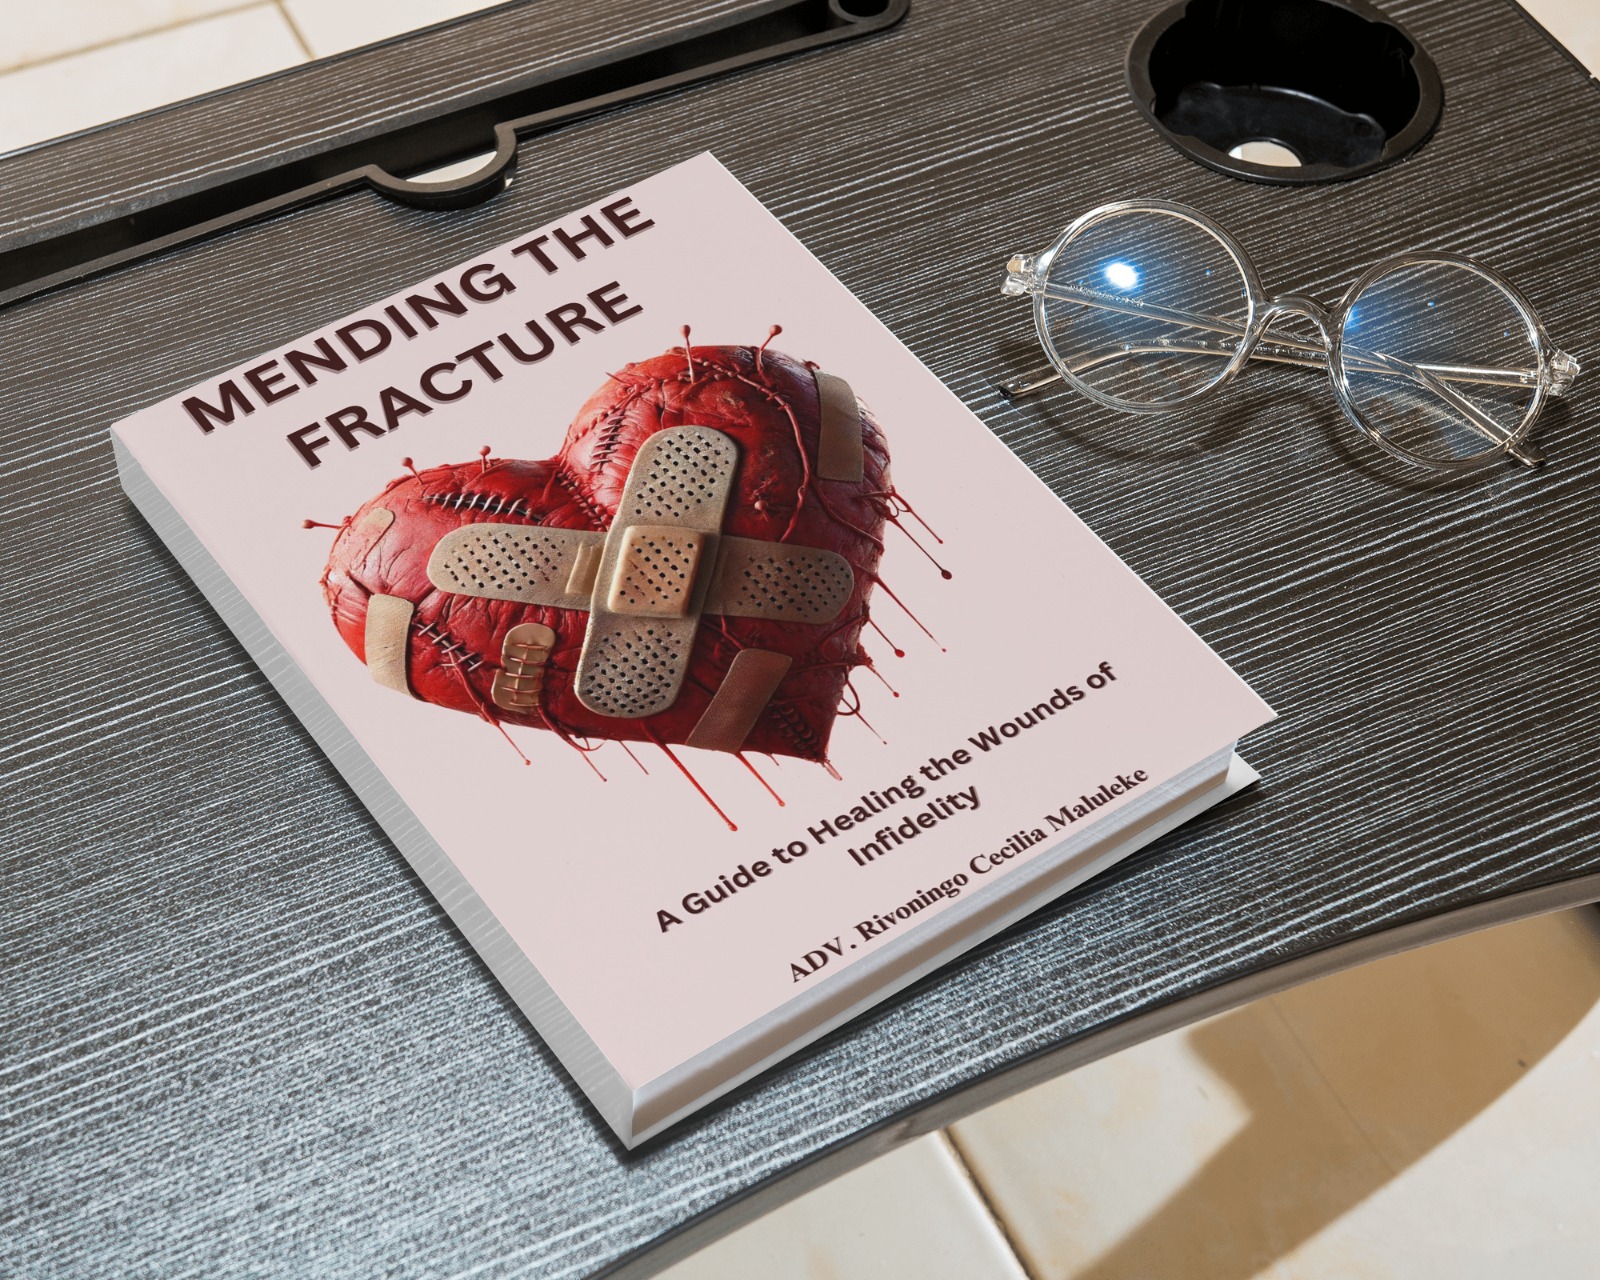 MENDING THE
FRACTURE
A Guide to Healing the Wounds of
Infidelity
ADV. Rivoningo Cecilia Maluleke